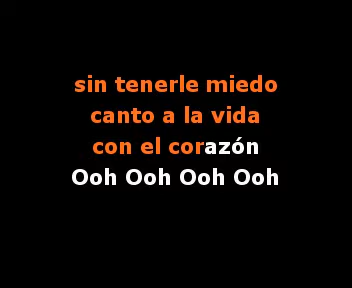 sin tenerle miedo
canto a la vida
con el corazón
Ooh Ooh Ooh Ooh